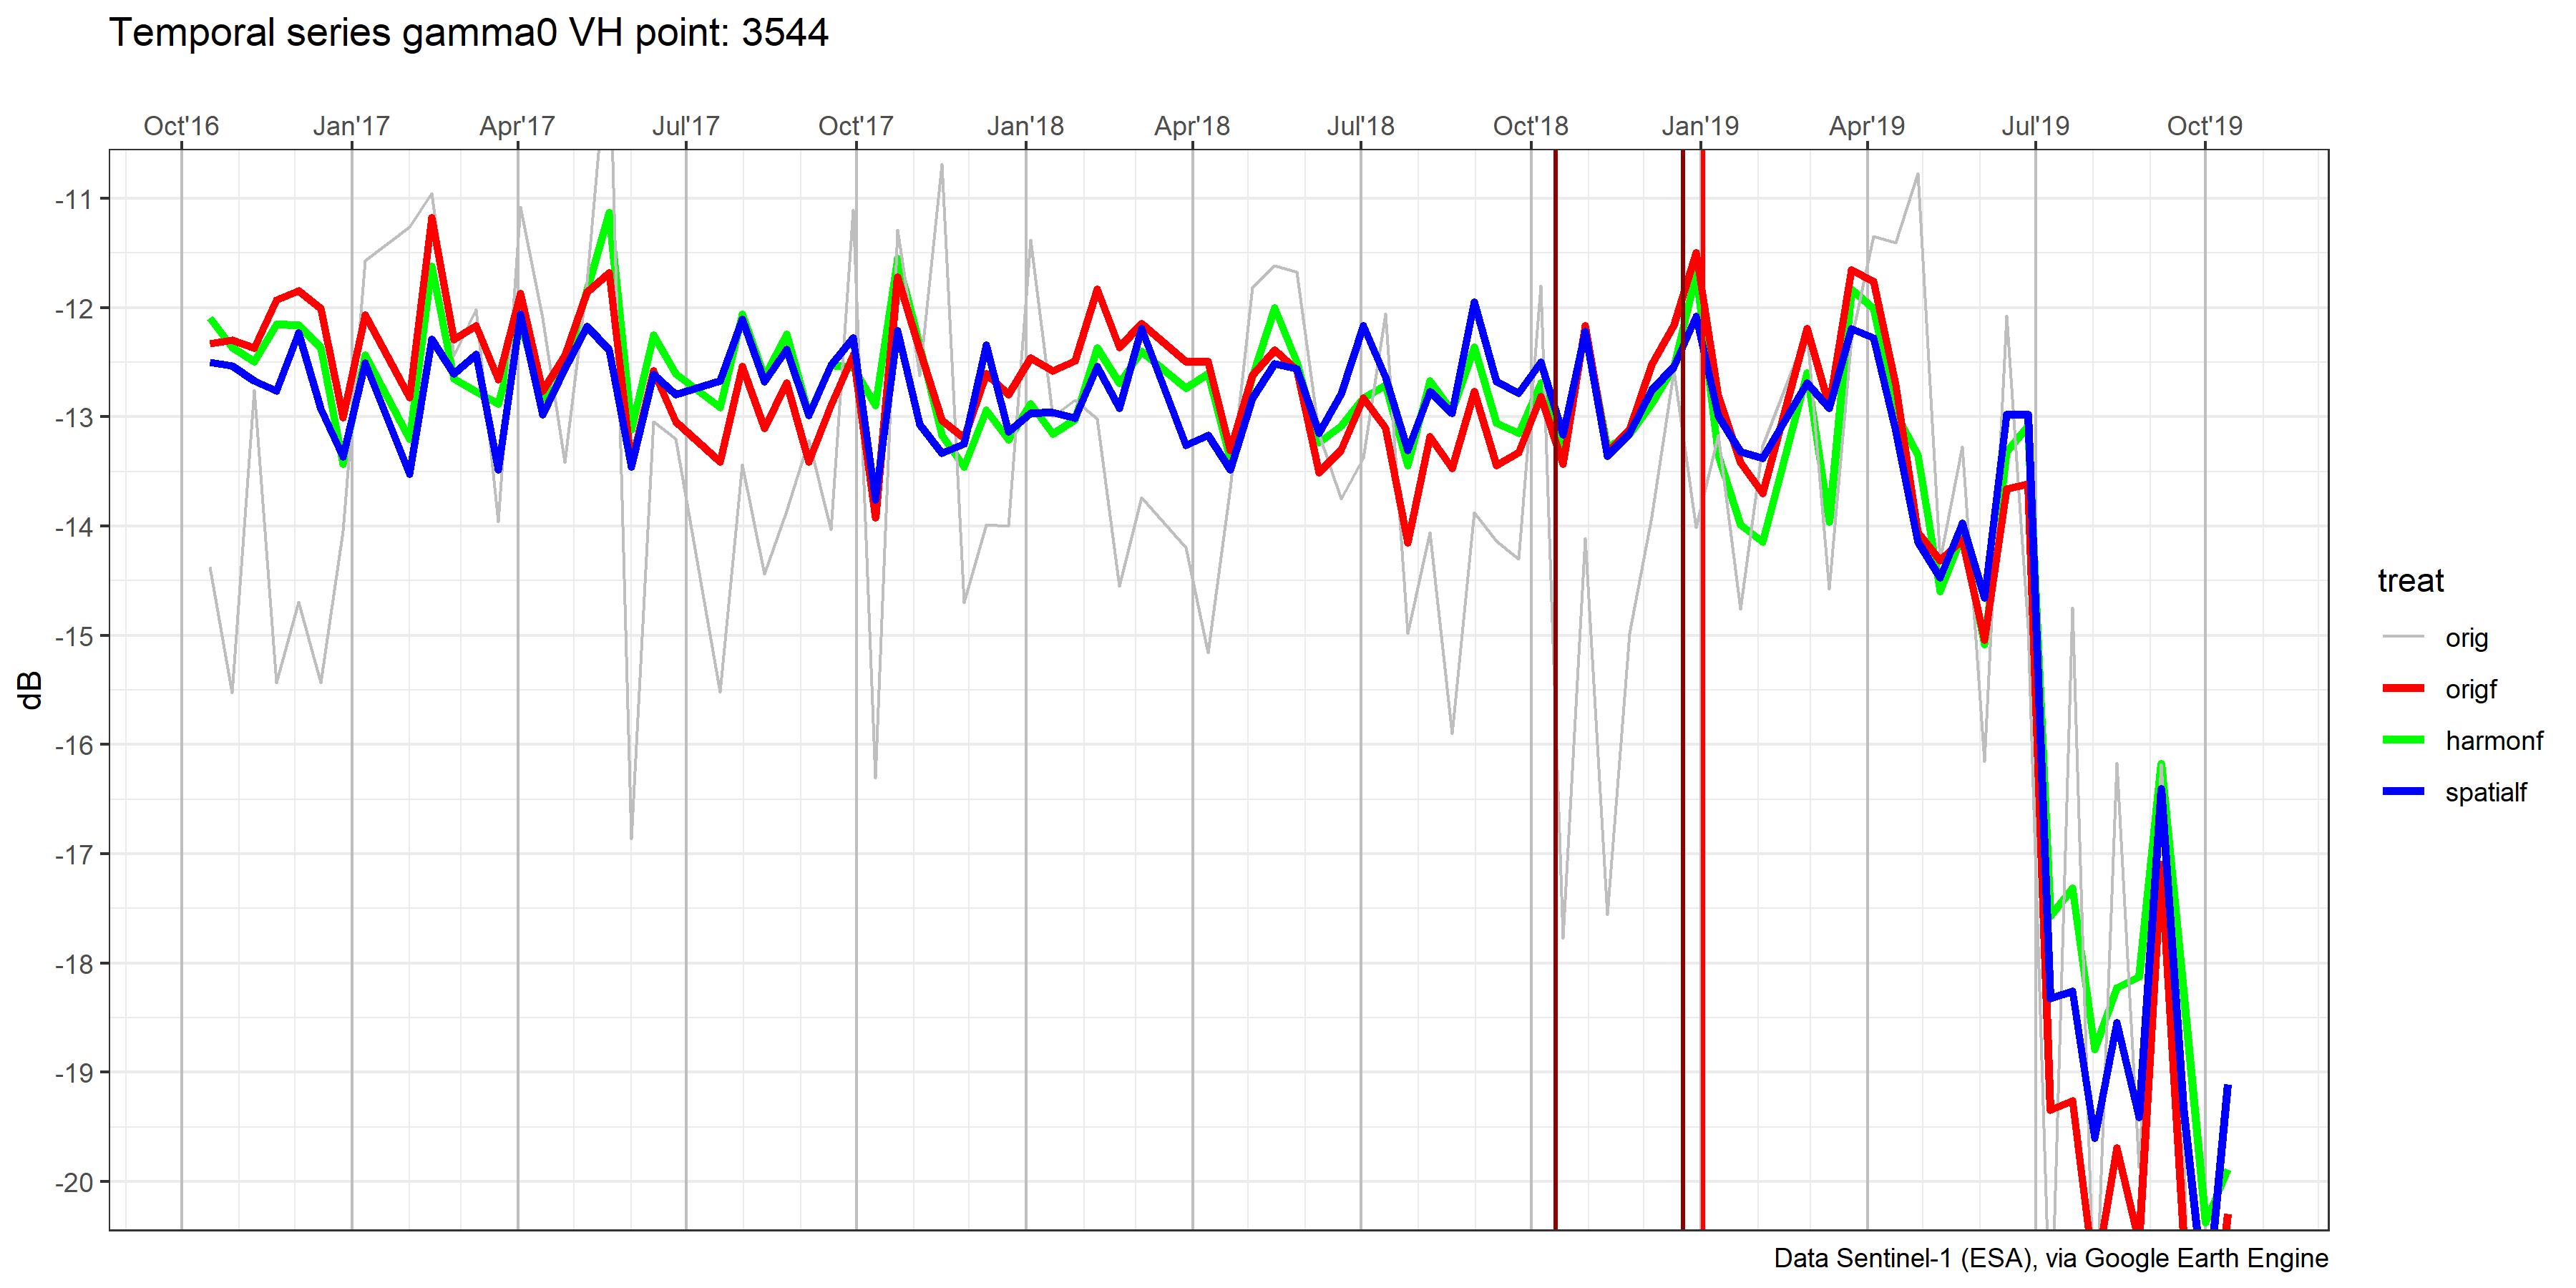 Temporal series gamma0 VH point: 3544
Oct'16 Jan'17 Apr'17 Jul'17 Oct'17 Jan'18 Apr'18 Jul'18 Oct'18 Jan'19 Apr'19 Jul'19 Oct'19
-11
-12
-13
-14
-15
-16
-17
-18
-19
-20
dB
treat
orig
origf
harmonf
spatialf
Data Sentinel-1 (ESA), via Google Earth Engine